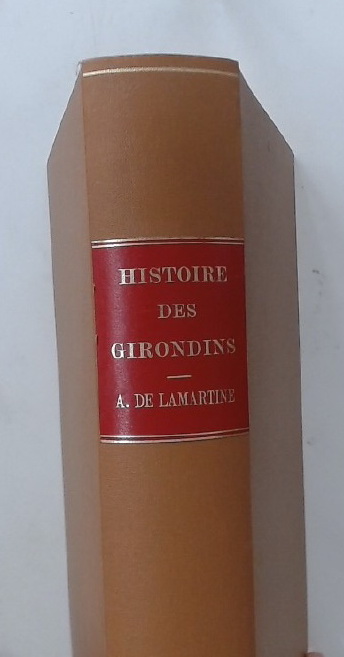 HISTOIRE
DES
GIRONDINS
A. DE LAMARTINE